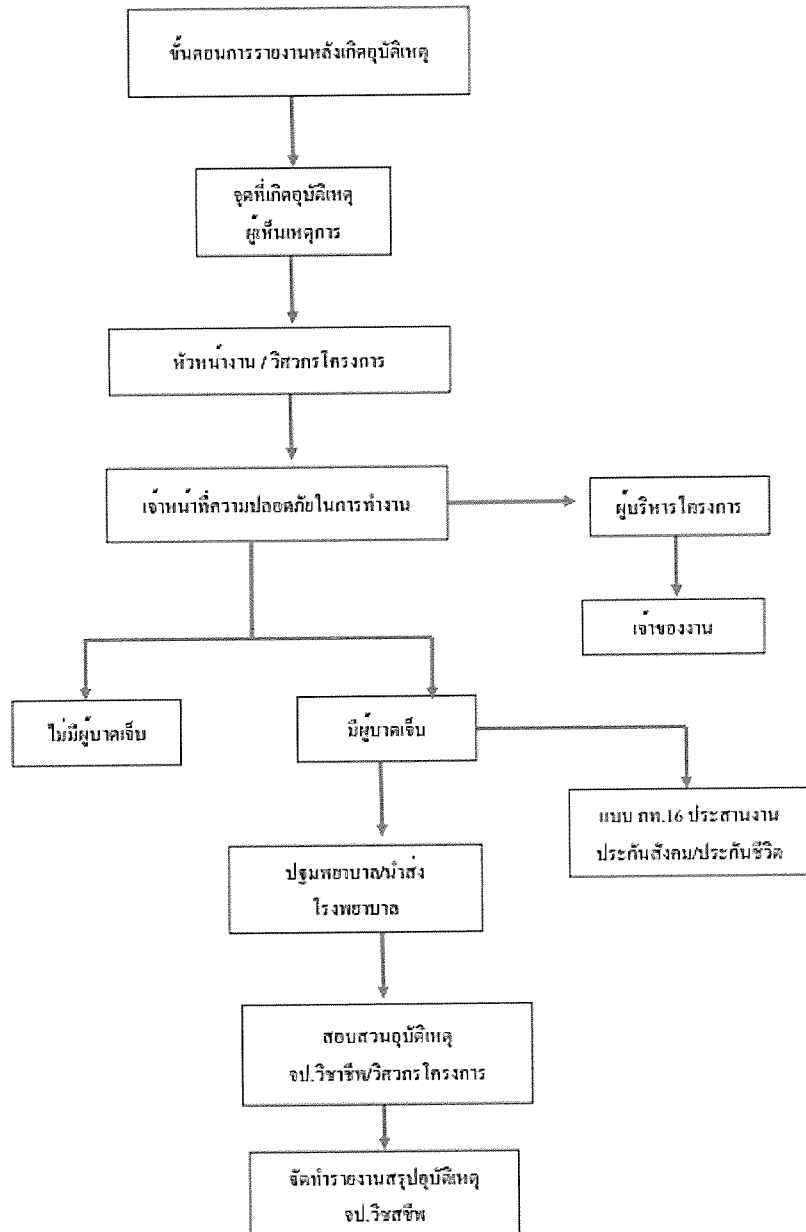 ขั้นตอนการรายงานหลังเกิดอุบัติเหตุ
จุดที่เกิดอุบัติเหตุ
ผู้เห็นเหตุการ
หัวหน้างาน / วิศวกรโครงการ
เจ้าหน้าที่ความปลอดภัยในการทำงาน
ผู้บริหารโครงการ
เจ้าของงาน
ไม่มีผู้บาดเจ็บ
มีผู้บาดเจ็บ
แบบ กท.16 ประสานงาน
ประกันสังคม/ประกันชีวิต
ปฐมพยาบาล/นำส่ง
โรงพยาบาล
สอบสวนอุบัติเหตุ
จป.วิชาชีพ/วิศวกรโครงการ
จัดทำรายงานสรุปอุบัติเหตุ
จป.วิชสชีพ